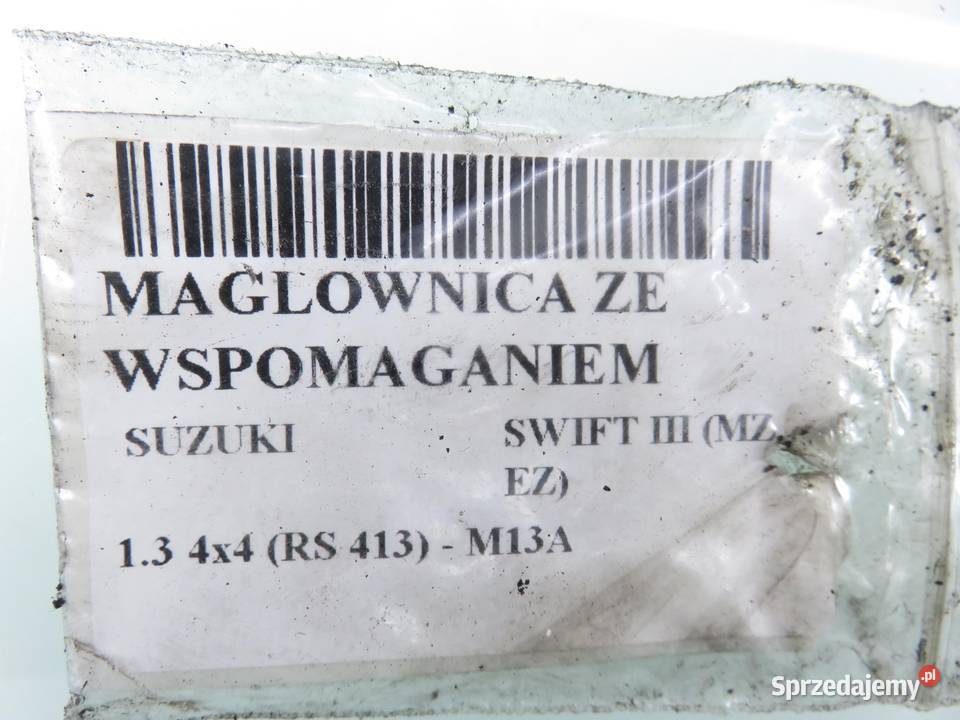 MAGLOWNICA ZE
WSPOMAGANIEM
SUZUKI SWIFT III (MZ,
EZ)
1.3 4x4 (RS 413) - M13A
Sprzedajemy.pl